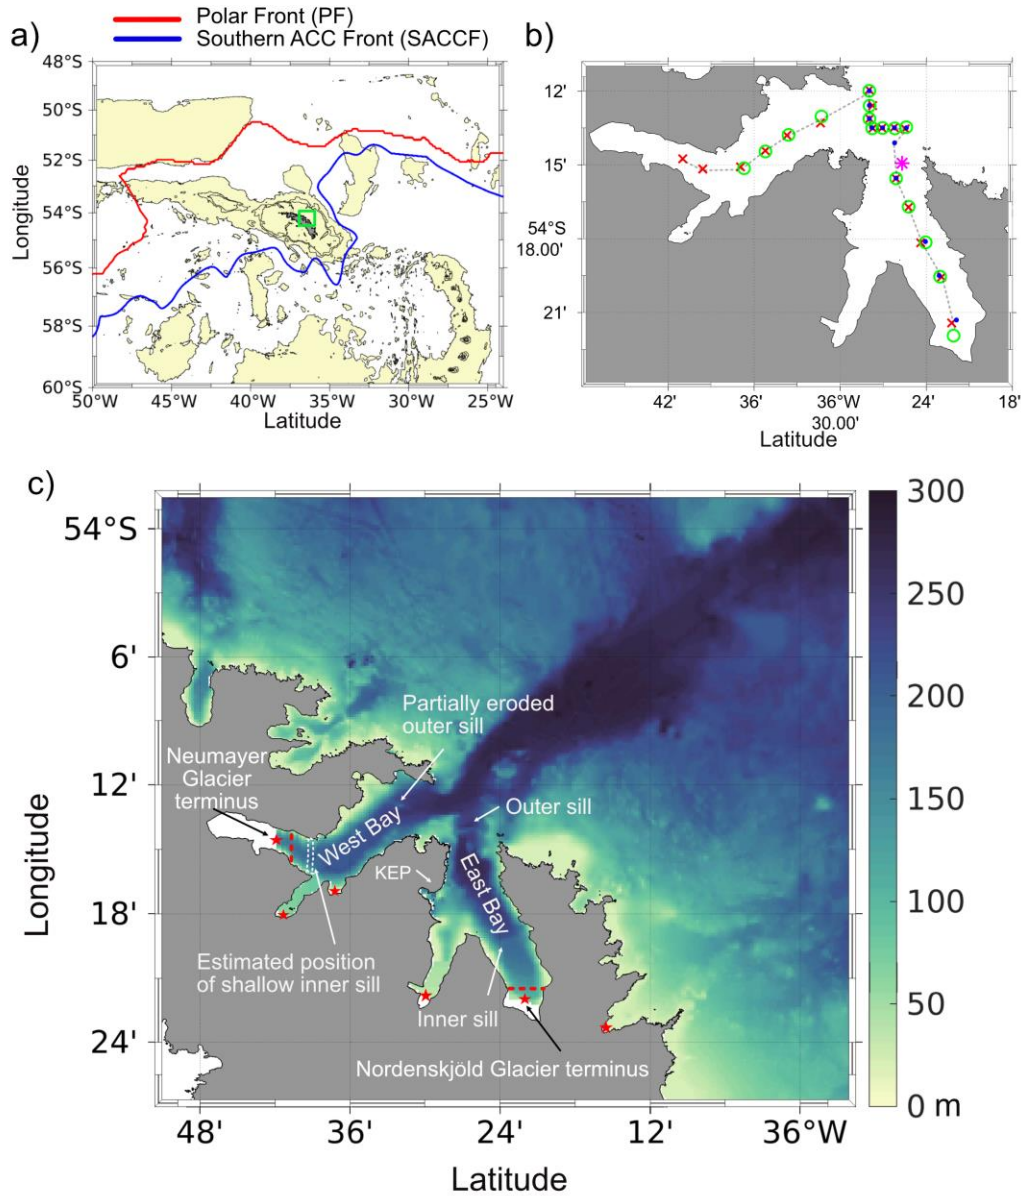 Polar Front (PF)
Southern ACC Front (SACCF)
a)
48°S
50°S
52°S
54°S
56°S
58°S
60°S
Longitude
50°W
45°W
40°W
35°W
30°W
25°W
Latitude
b)
12'
15'
54°S
18.00'
21'
42'
36'
36°W
30.00'
24'
18'
Latitude
c)
54°S
6'
12'
18'
24'
Longitude
Partially eroded
outer sill
Neumayer
Glacier
terminus
Outer sill
West Bay
KEP
East Bay
Estimated position
of shallow inner sill
Inner sill
Nordenskjöld Glacier terminus
48'
36'
24'
12'
36°W
Latitude
300
250
200
150
100
50
0 m